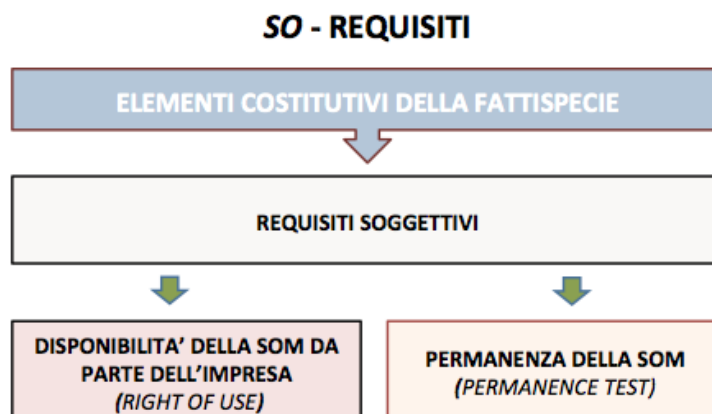 SO - REQUISITI
ELEMENTI COSTITUTIVI DELLA FATTISPECIE
REQUISITI SOGGETTIVI
DISPONIBILITA’ DELLA SOM DA
PARTE DELL’IMPRESA
(RIGHT OF USE)
PERMANENZA DELLA SOM
(PERMANENCE TEST)